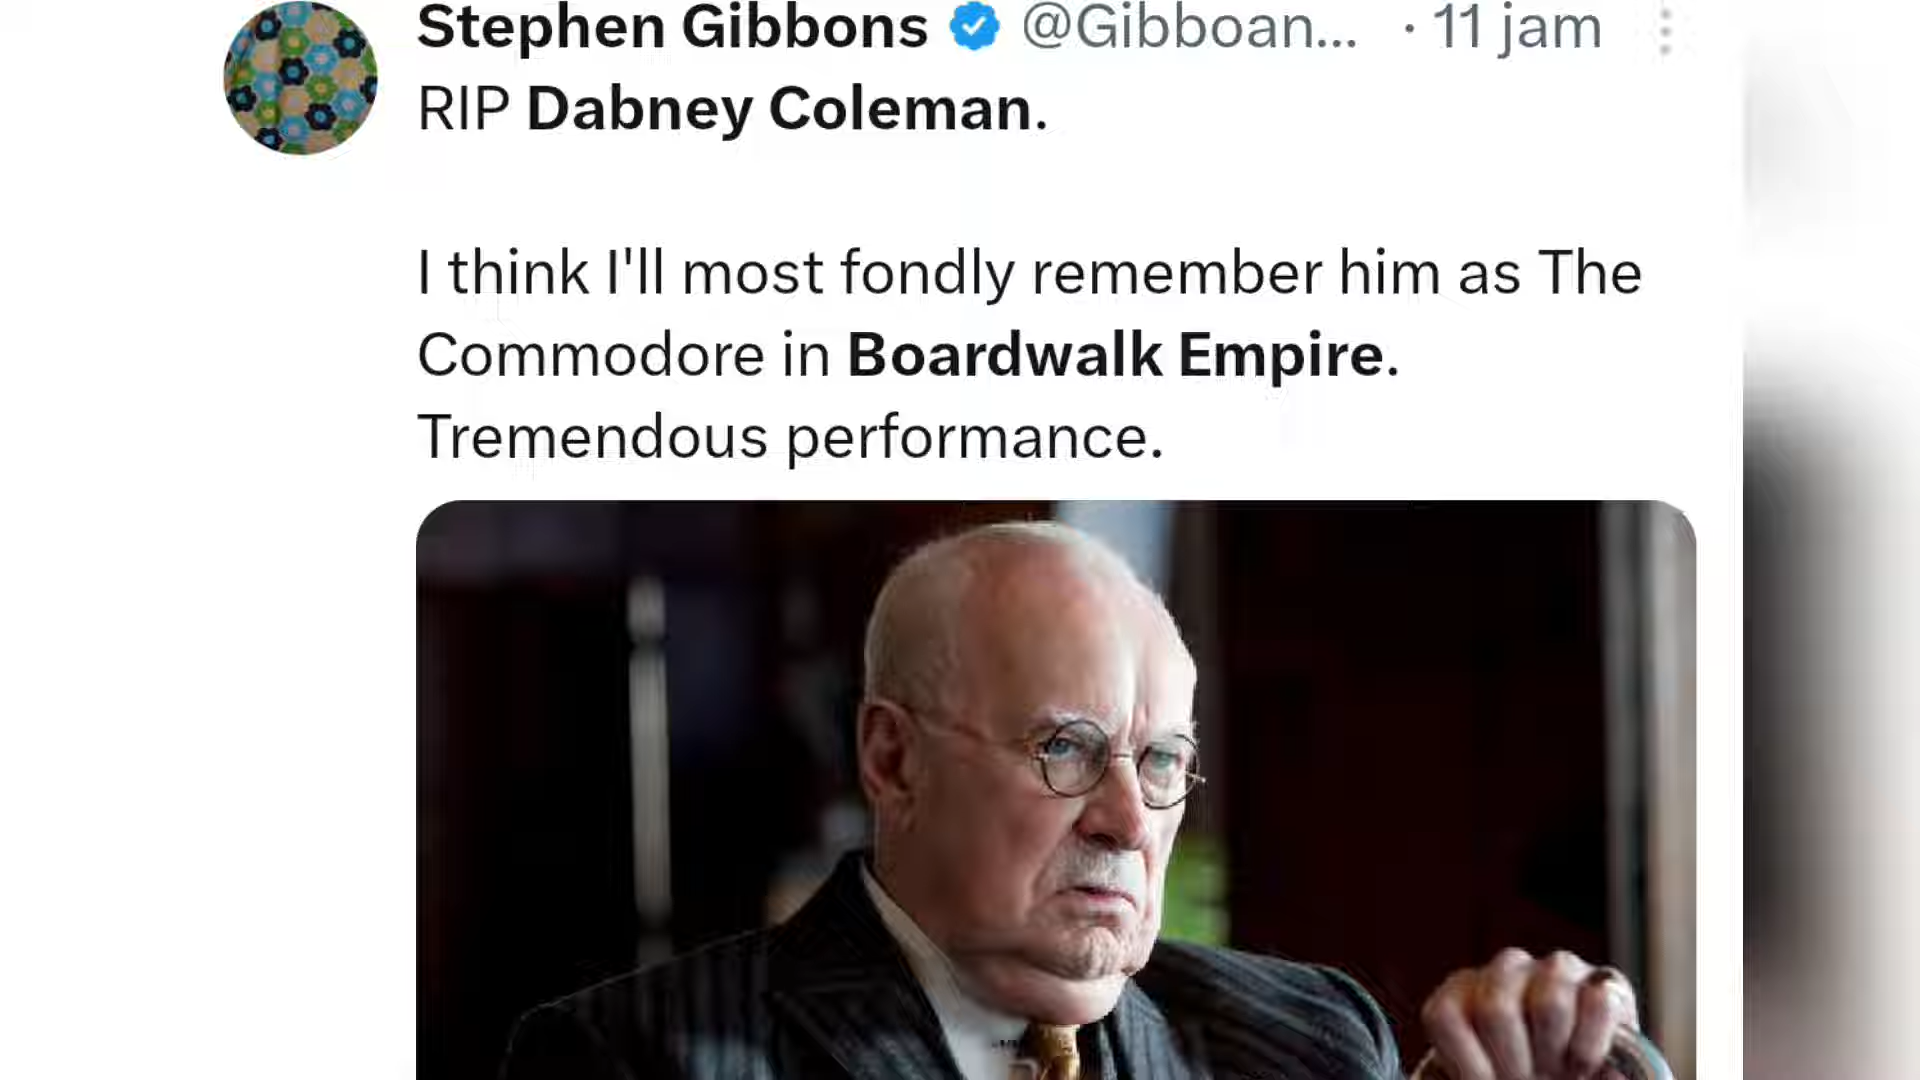 Stephen Gibbons @Gibboan... · 11 jam
RIP Dabney Coleman.
I think I'll most fondly remember him as The
Commodore in Boardwalk Empire.
Tremendous performance.